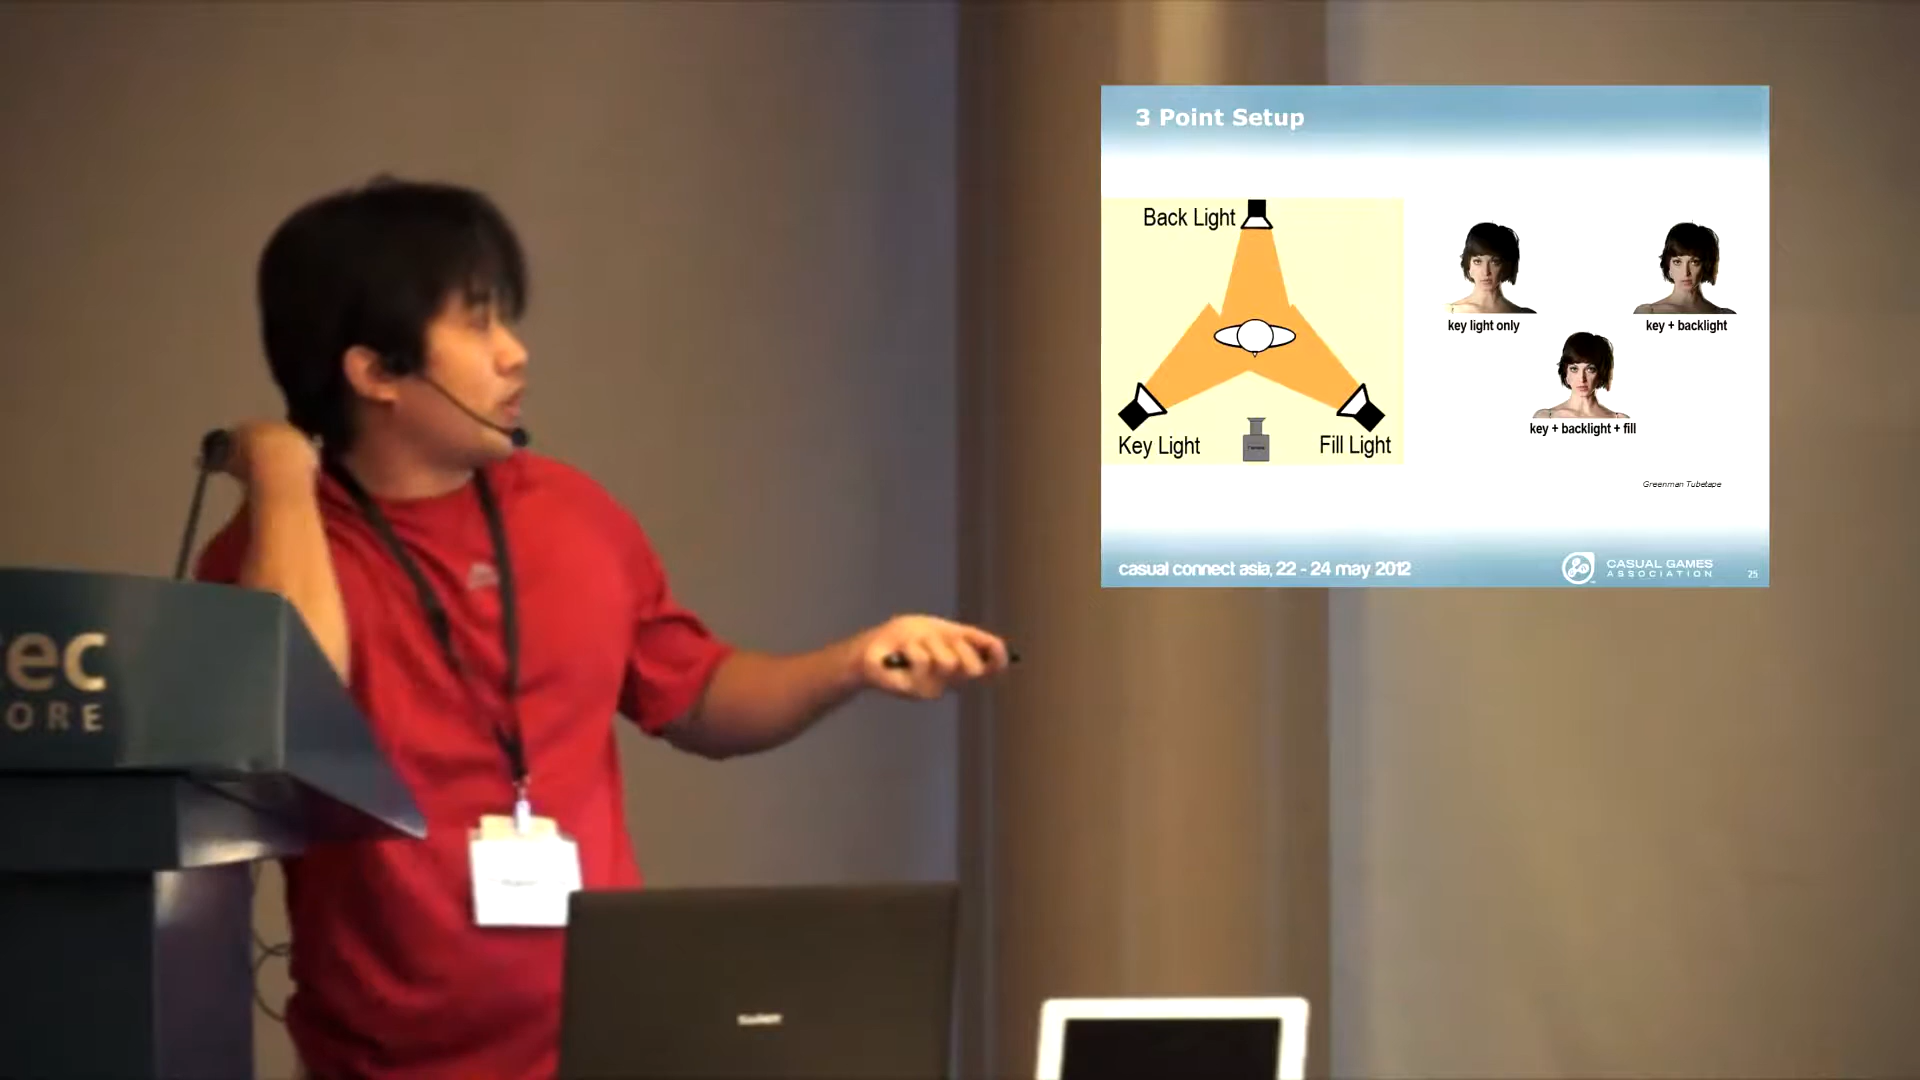 3 Point Setup
Back Light
Key Light
Fill Light
key light only
key + backlight
key + backlight + fill
Greenman Tubetape
casual connect asia, 22 - 24 may 2012
CASUAL GAMES
ASSOCIATION
25
ec
ORE